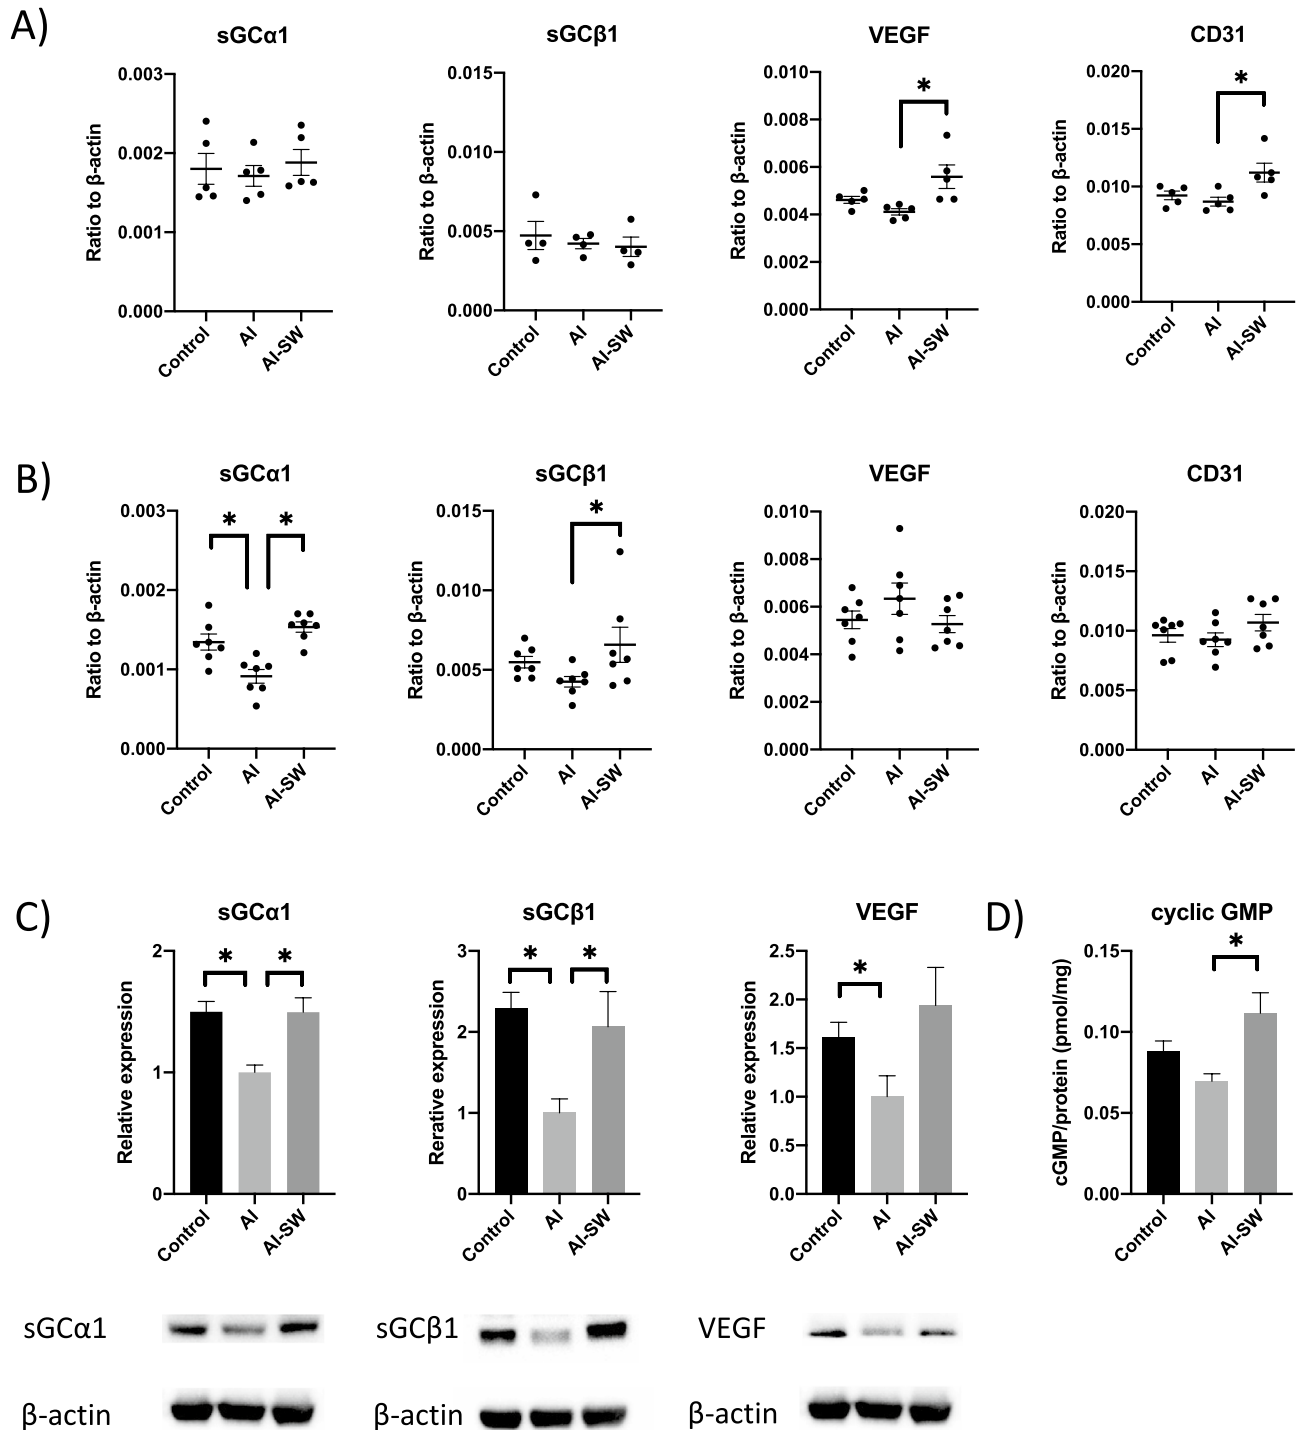 A)
sGCα1
sGCβ1
VEGF
CD31
Ratio to β-actin
0.003
0.002
0.001
0.000
Control
AI
AI-SW
Ratio to β-actin
0.015
0.010
0.005
0.000
Control
AI
AI-SW
Ratio to β-actin
0.010
0.008
0.006
0.004
0.002
0.000
*
Control
AI
AI-SW
Ratio to β-actin
0.020
0.015
0.010
0.005
0.000
*
Control
AI
AI-SW
B)
sGCα1
sGCβ1
VEGF
CD31
Ratio to β-actin
0.003
0.002
0.001
0.000
* *
Control
AI
AI-SW
Ratio to β-actin
0.015
0.010
0.005
0.000
*
Control
AI
AI-SW
Ratio to β-actin
0.010
0.008
0.006
0.004
0.002
0.000
Control
AI
AI-SW
Ratio to β-actin
0.020
0.015
0.010
0.005
0.000
Control
AI
AI-SW
C)
sGCα1
sGCβ1
VEGF
D)
cyclic GMP
Relative expression
2
1
0
* *
Control
AI
AI-SW
Rerative expression
3
2
1
0
* *
Control
AI
AI-SW
Relative expression
2.5
2.0
1.5
1.0
0.5
0.0
*
Control
AI
AI-SW
cGMP/protein (pmol/mg)
0.15
0.10
0.05
0.00
*
Control
AI
AI-SW
sGCα1
sGCβ1
VEGF
β-actin
β-actin
β-actin